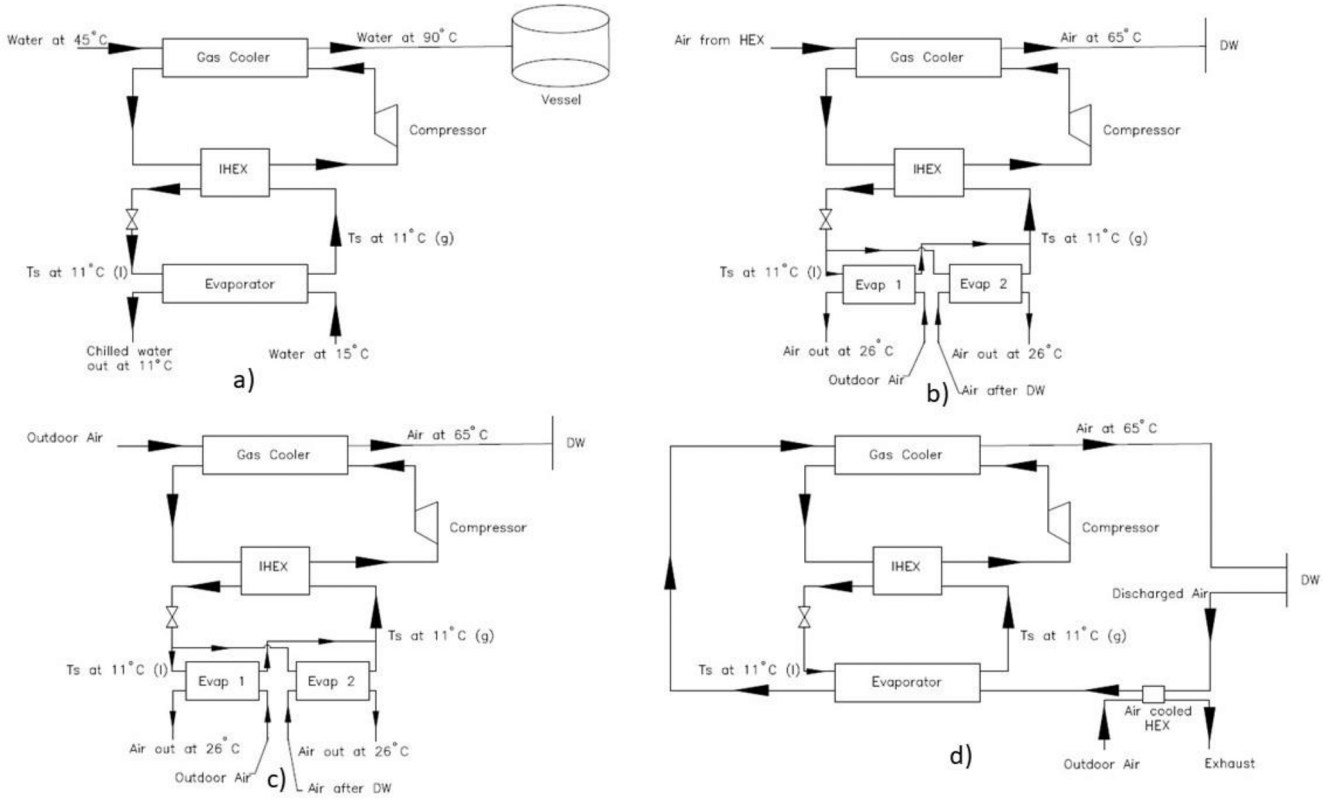 Water at 45°C
Water at 90°C
Gas Cooler
Vessel
Compressor
IHEX
Ts at 11°C (g)
Ts at 11°C (l)
Evaporator
Chilled water
out at 11°C
Water at 15°C
a)
Air from HEX
Air at 65°C
DW
Gas Cooler
Compressor
IHEX
Ts at 11°C (g)
Ts at 11°C (l)
Evap 1
Evap 2
Air out at 26°C
Air out at 26°C
Outdoor Air
Air after DW
b)
Outdoor Air
Air at 65°C
DW
Gas Cooler
Compressor
IHEX
Ts at 11°C (g)
Ts at 11°C (l)
Evap 1
Evap 2
Air out at 26°C
Air out at 26°C
Outdoor Air
Air after DW
c)
Air at 65°C
Gas Cooler
Compressor
IHEX
DW
Discharged Air
Ts at 11°C (g)
Ts at 11°C (l)
Evaporator
Air cooled
HEX
Outdoor Air
Exhaust
d)